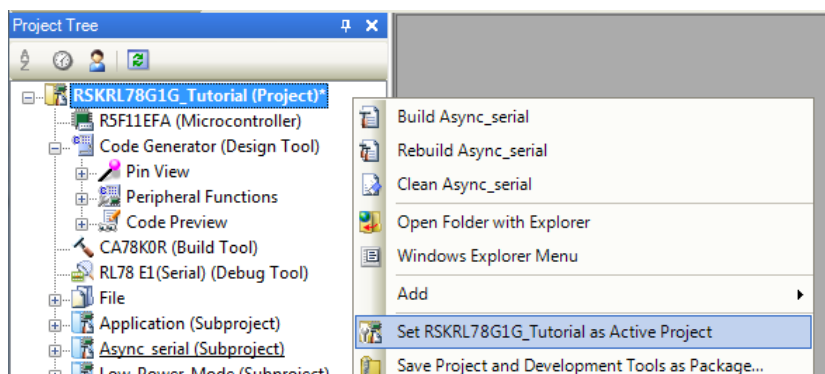 Project Tree
RSKRL78G1G_Tutorial (Project)*
R5F11EFA (Microcontroller)
Code Generator (Design Tool)
Pin View
Peripheral Functions
Code Preview
CA78K0R (Build Tool)
RL78 E1(Serial) (Debug Tool)
File
Application (Subproject)
Async_serial (Subproject)
Low_Power_Mode (Subproject)
Build Async_serial
Rebuild Async_serial
Clean Async_serial
Open Folder with Explorer
Windows Explorer Menu
Add
Set RSKRL78G1G_Tutorial as Active Project
Save Project and Development Tools as Package...